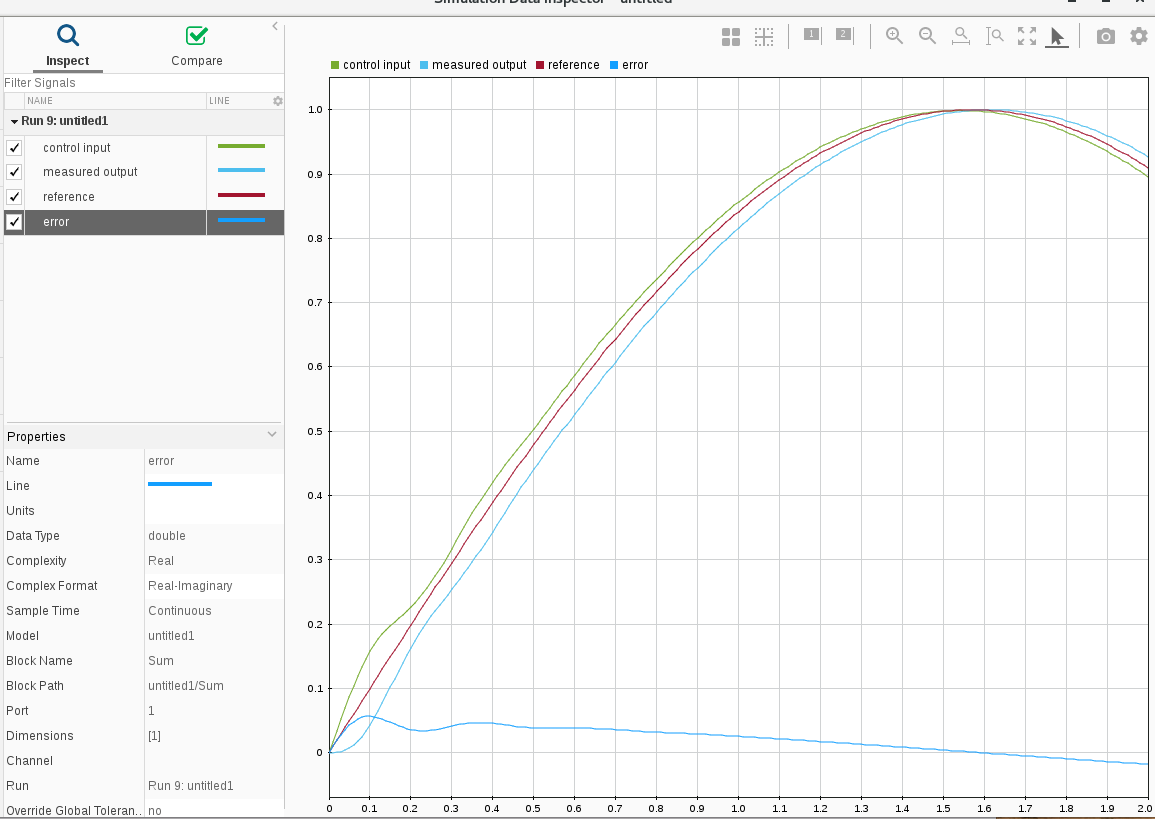 Simulation Data Inspector - untitled
Inspect
Compare
1
2
Filter Signals
NAME LINE
Run 9: untitled1
control input
measured output
reference
error
Properties
Name error
Line
Units
Data Type double
Complexity Real
Complex Format Real-Imaginary
Sample Time Continuous
Model untitled1
Block Name Sum
Block Path untitled1/Sum
Port 1
Dimensions [1]
Channel
Run Run 9: untitled1
Override Global Toleran.. no
control input measured output reference error
1.0
0.9
0.8
0.7
0.6
0.5
0.4
0.3
0.2
0.1
0
0 0.1 0.2 0.3 0.4 0.5 0.6 0.7 0.8 0.9 1.0 1.1 1.2 1.3 1.4 1.5 1.6 1.7 1.8 1.9 2.0